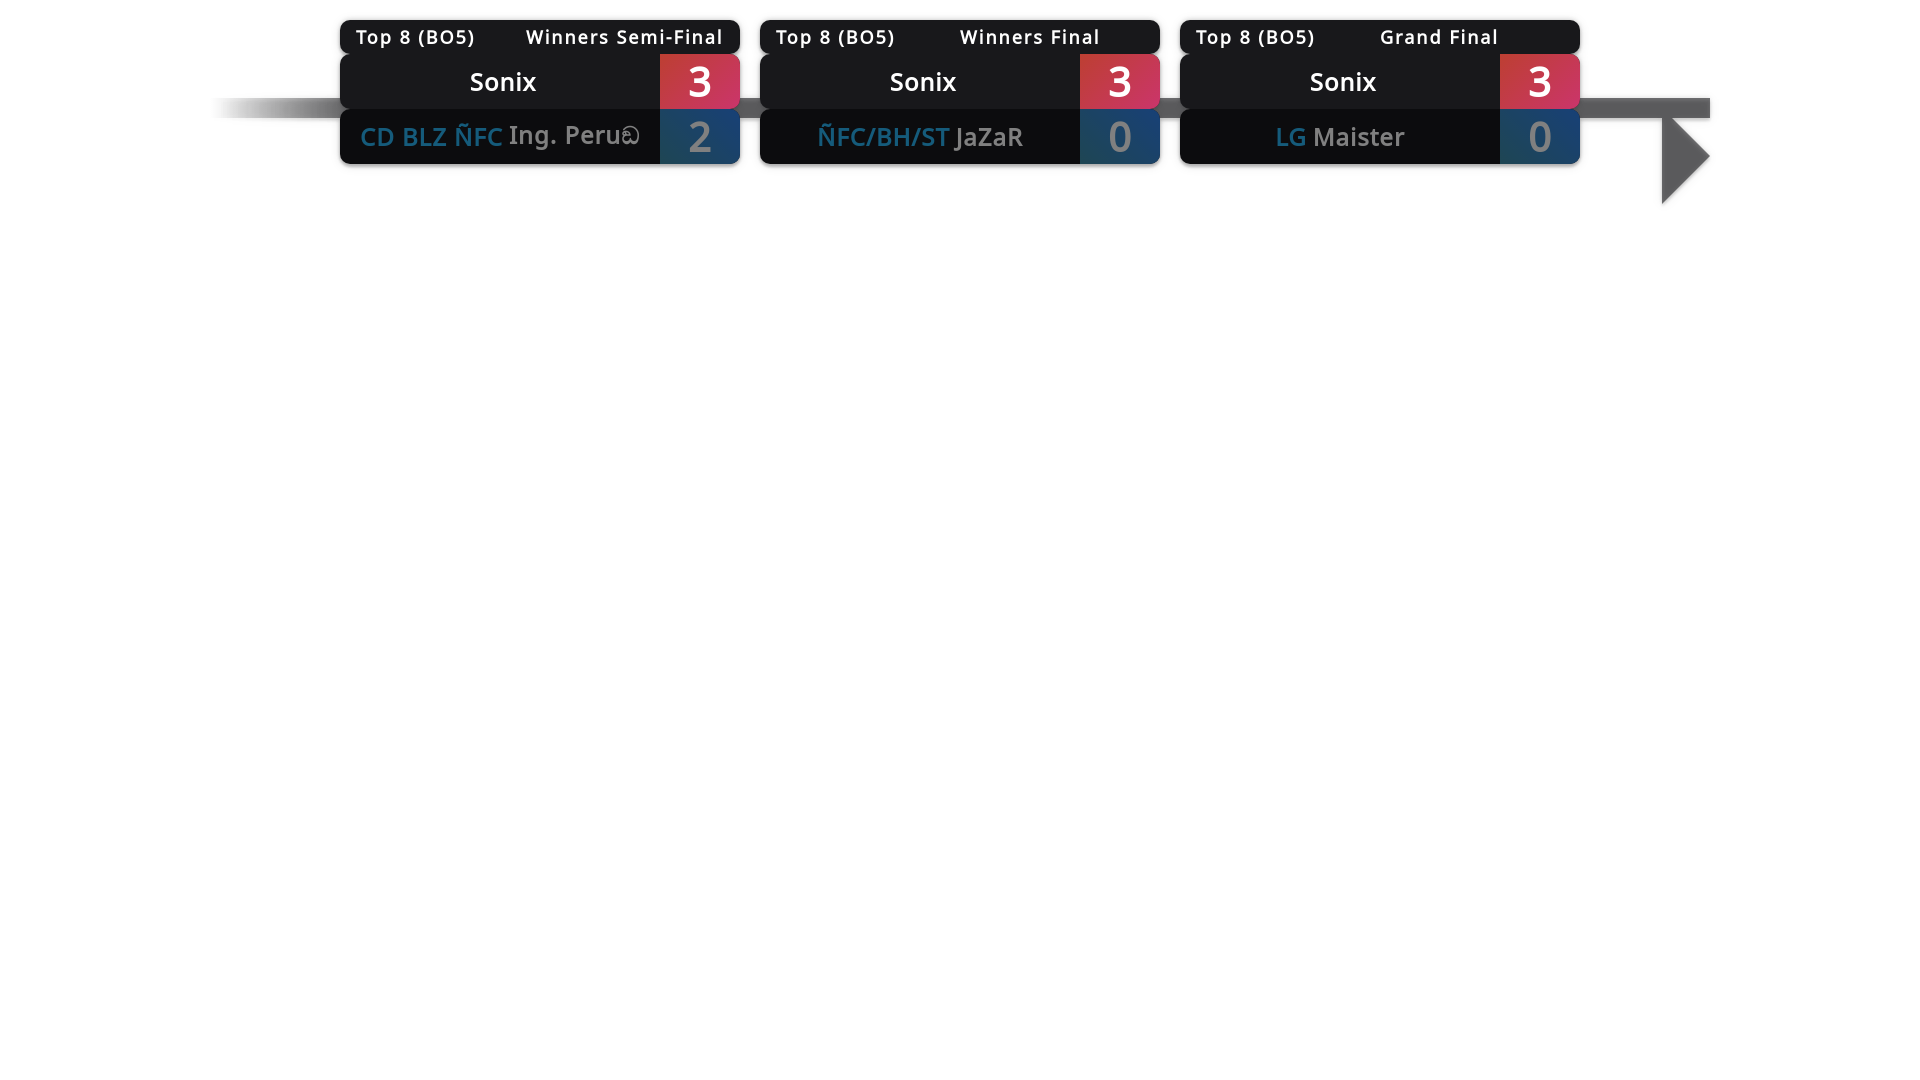 Top 8 (BO5) Winners Semi-Final
Sonix 3
CD BLZ ÑFC Ing. Peruඞ 2
Top 8 (BO5) Winners Final
Sonix 3
ÑFC/BH/ST JaZaR 0
Top 8 (BO5) Grand Final
Sonix 3
LG Maister 0